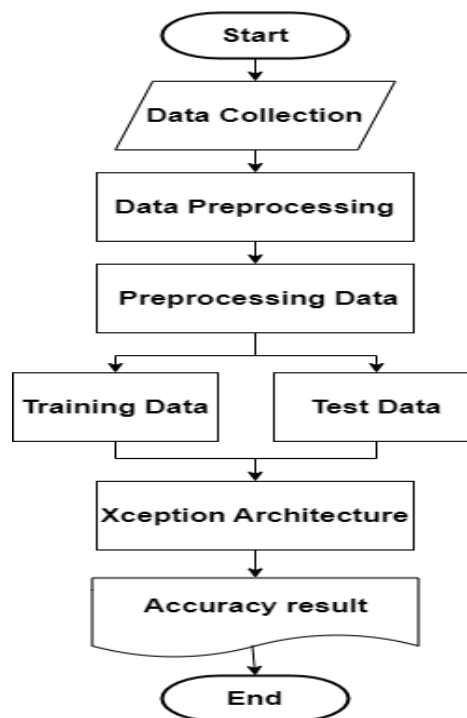 Start
Data Collection
Data Preprocessing
Preprocessing Data
Training Data
Test Data
Xception Architecture
Accuracy result
End